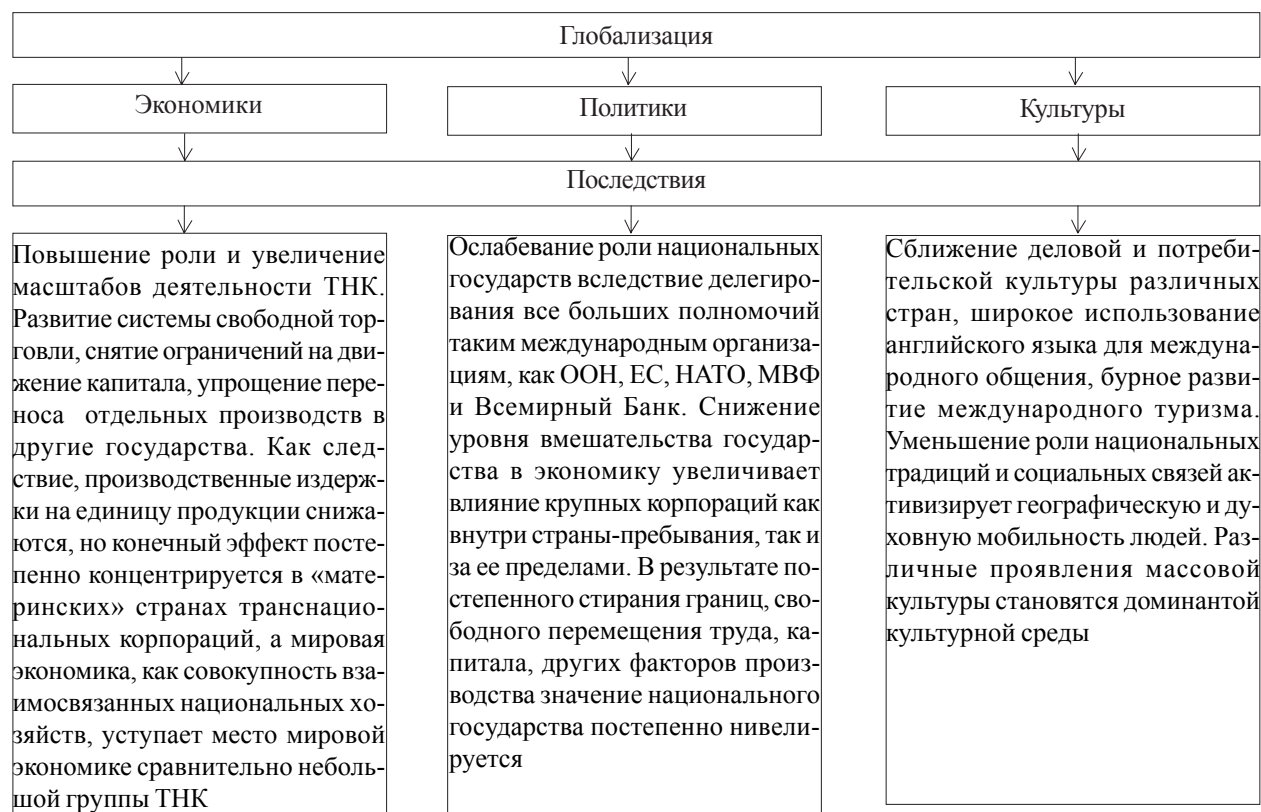 Глобализация
Экономики
Политики
Культуры
Последствия
Повышение роли и увеличение
масштабов деятельности ТНК.
Развитие системы свободной тор-
говли, снятие ограничений на дви-
жение капитала, упрощение пере-
носа отдельных производств в
другие государства. Как след-
ствие, производственные издерж-
ки на единицу продукции снижа-
ются, но конечный эффект посте-
пенно концентрируется в «мате-
ринских» странах транснацио-
нальных корпораций, а мировая
экономика, как совокупность вза-
имосвязанных национальных хо-
зяйств, уступает место мировой
экономике сравнительно неболь-
шой группы ТНК
Ослабевание роли национальных
государств вследствие делегиро-
вания все больших полномочий
таким международным организа-
циям, как ООН, ЕС, НАТО, МВФ
и Всемирный Банк. Снижение
уровня вмешательства государ-
ства в экономику увеличивает
влияние крупных корпораций как
внутри страны-пребывания, так и
за ее пределами. В результате по-
степенного стирания границ, сво-
бодного перемещения труда, ка-
питала, других факторов произ-
водства значение национального
государства постепенно нивели-
руется
Сближение деловой и потреби-
тельской культуры различных
стран, широкое использование
английского языка для междуна-
родного общения, бурное разви-
тие международного туризма.
Уменьшение роли национальных
традиций и социальных связей ак-
тивизирует географическую и ду-
ховную мобильность людей. Раз-
личные проявления массовой
культуры становятся доминантой
культурной среды